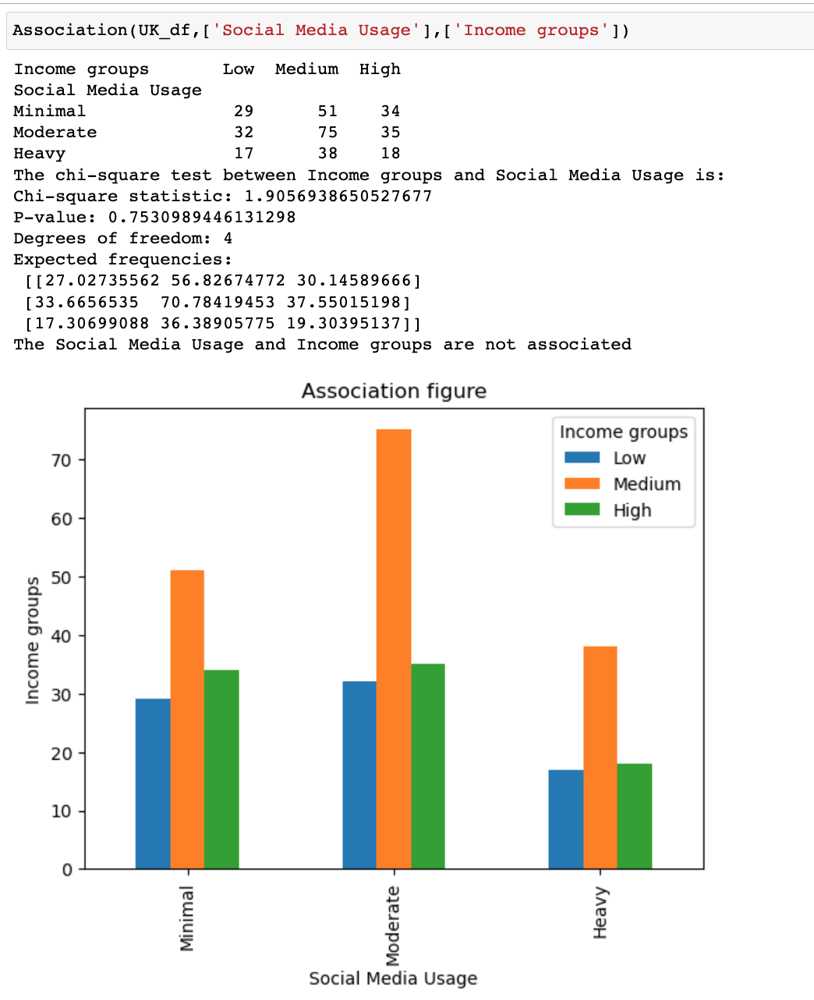 Association(UK_df,['Social Media Usage'],['Income groups'])
Income groups Low Medium High
Social Media Usage
Minimal 29 51 34
Moderate 32 75 35
Heavy 17 38 18
The chi-square test between Income groups and Social Media Usage is:
Chi-square statistic: 1.9056938650527677
P-value: 0.7530989446131298
Degrees of freedom: 4
Expected frequencies:
[[27.02735562 56.82674772 30.14589666]
[33.6656535 70.78419453 37.55015198]
[17.30699088 36.38905775 19.30395137]]
The Social Media Usage and Income groups are not associated
Association figure
Income groups
Low
Medium
High
70
60
50
40
30
20
10
0
Income groups
Minimal
Moderate
Heavy
Social Media Usage